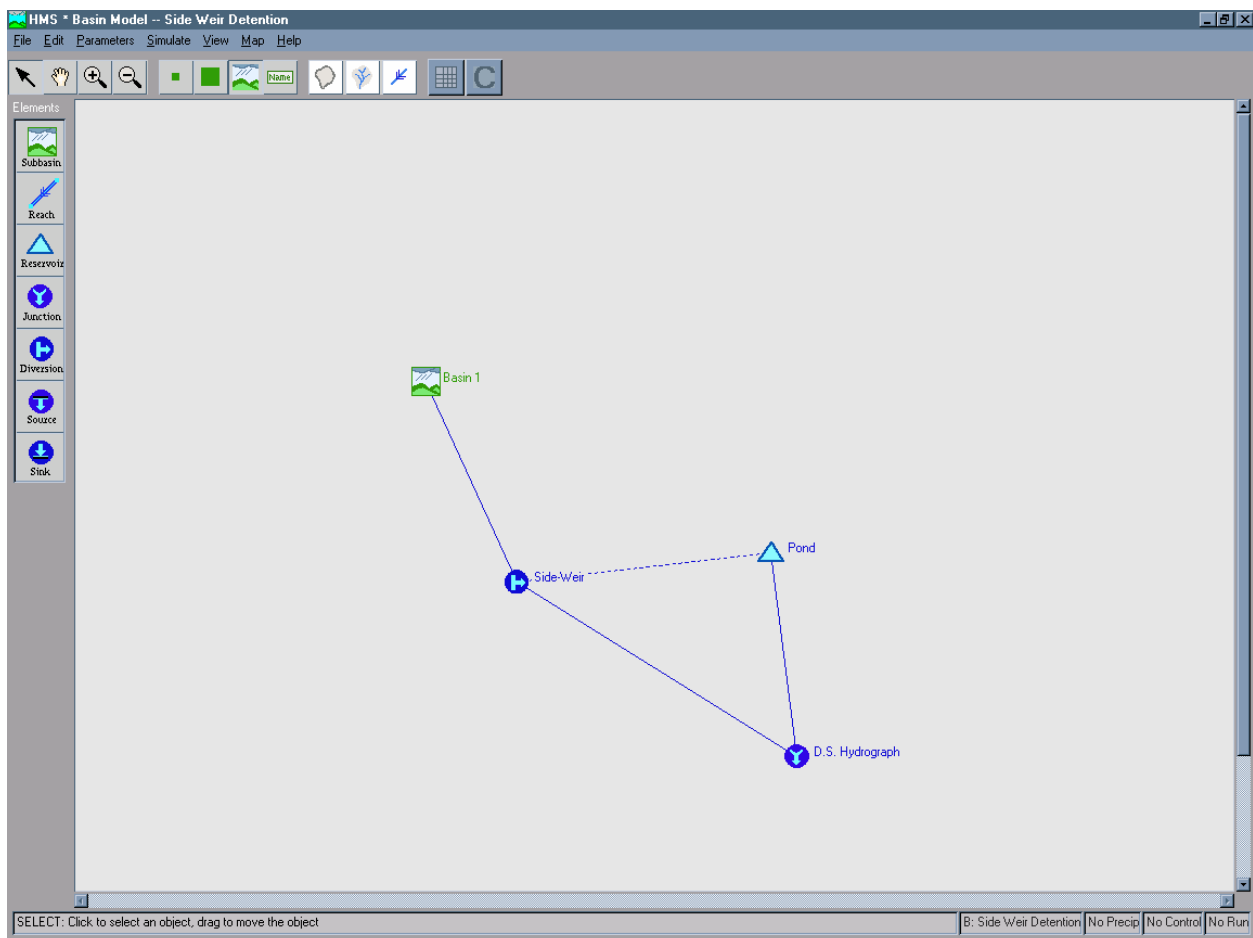 HMS * Basin Model -- Side Weir Detention
File Edit Parameters Simulate View Map Help
Name
C
Elements
Subbasin
Reach
Reservoir
Junction
Diversion
Source
Sink
Basin 1
Pond
Side-Weir
D.S. Hydrograph
SELECT: Click to select an object, drag to move the object
B: Side Weir Detention No Precip No Control No Run